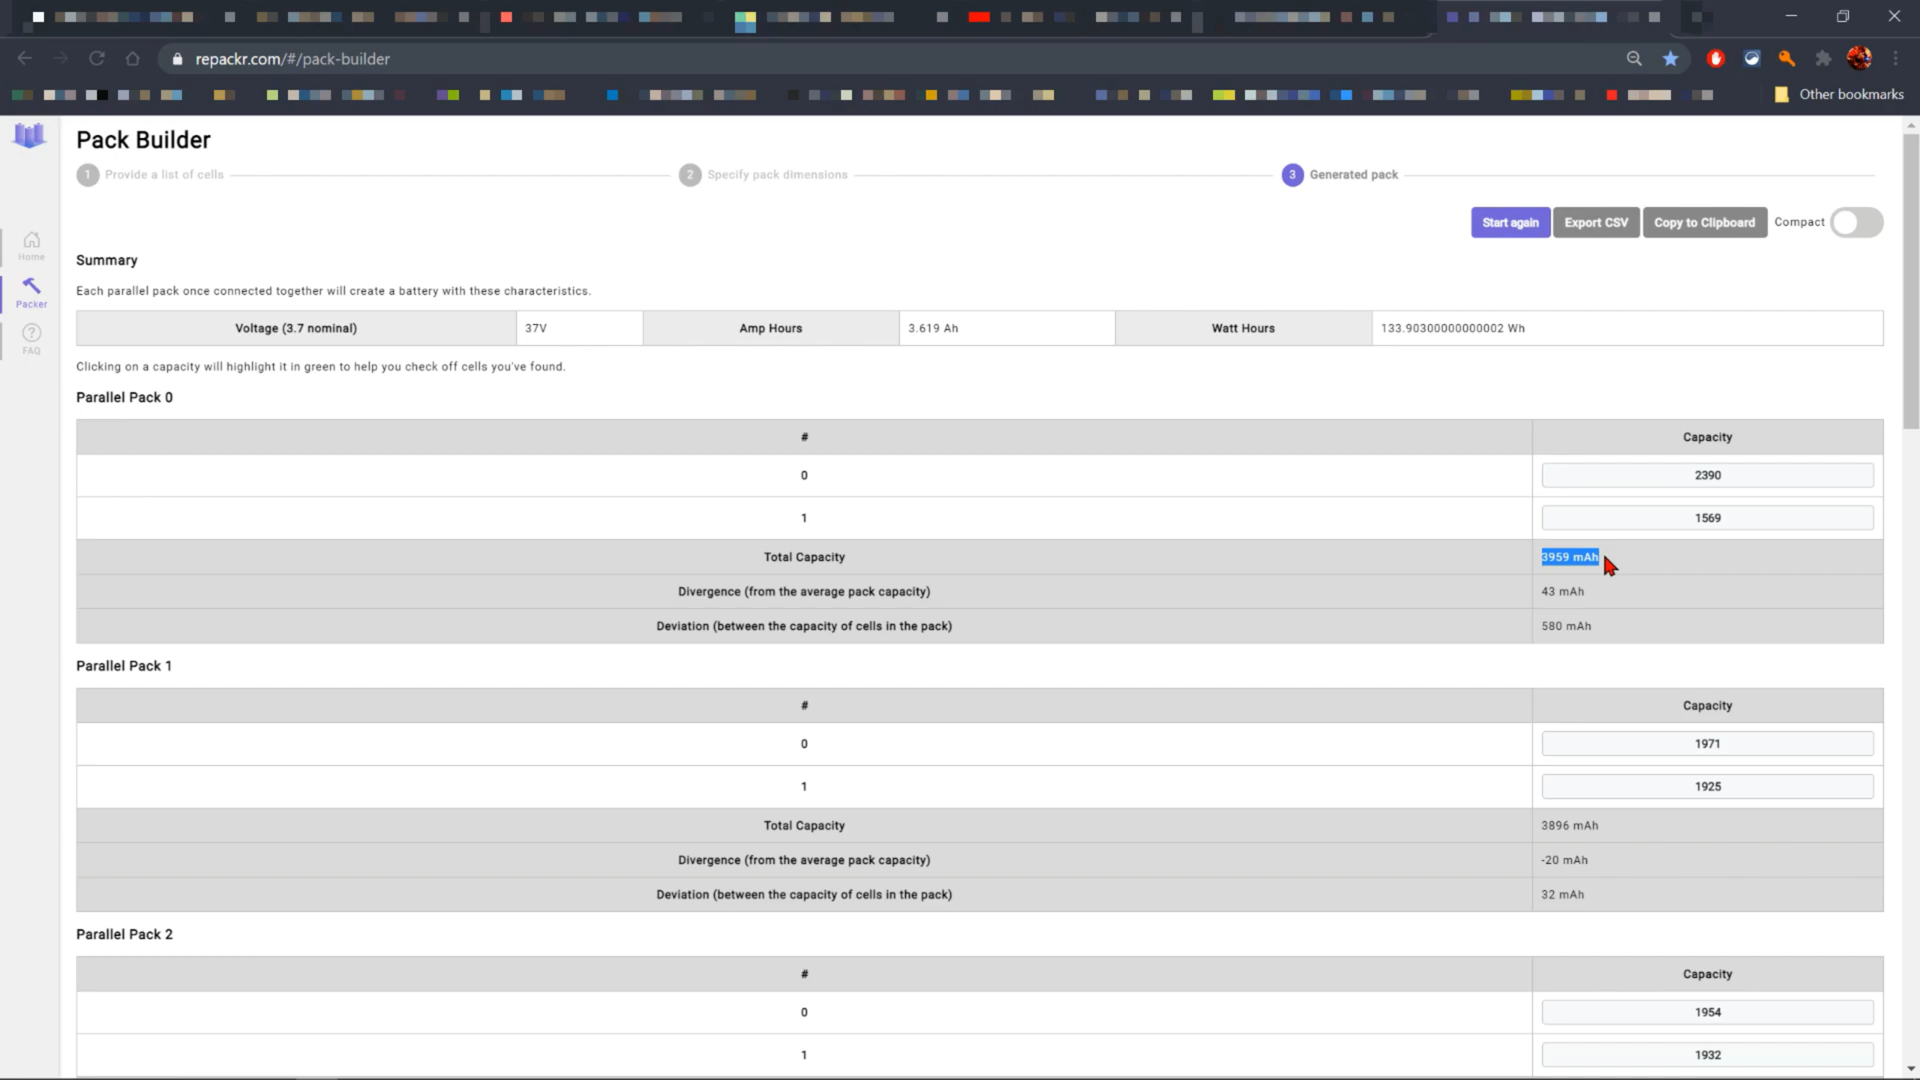 repackr.com/#/pack-builder
Other bookmarks
Pack Builder
1 Provide a list of cells
2 Specify pack dimensions
3 Generated pack
Start again
Export CSV
Copy to Clipboard
Compact
Home
Packer
FAQ
Summary
Each parallel pack once connected together will create a battery with these characteristics.
Voltage (3.7 nominal) 37V Amp Hours 3.619 Ah Watt Hours 133.90300000000002 Wh
Clicking on a capacity will highlight it in green to help you check off cells you've found.
Parallel Pack 0
# Capacity
0 2390
1 1569
Total Capacity 3959 mAh
Divergence (from the average pack capacity) 43 mAh
Deviation (between the capacity of cells in the pack) 580 mAh
Parallel Pack 1
# Capacity
0 1971
1 1925
Total Capacity 3896 mAh
Divergence (from the average pack capacity) -20 mAh
Deviation (between the capacity of cells in the pack) 32 mAh
Parallel Pack 2
# Capacity
0 1954
1 1932